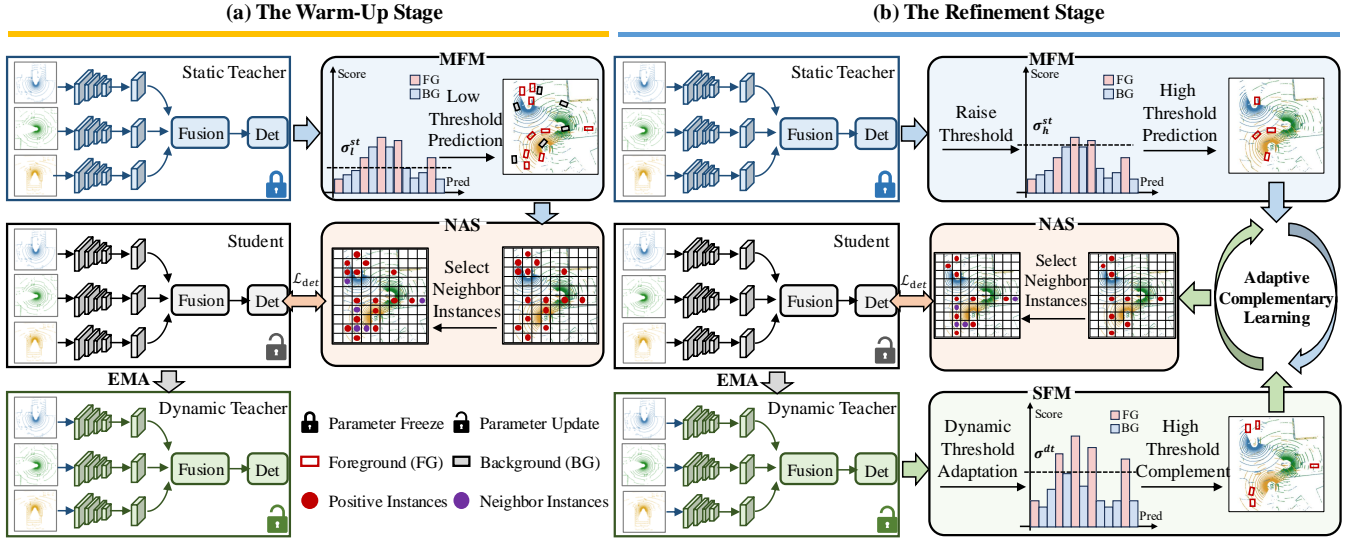 (a) The Warm-Up Stage
(b) The Refinement Stage
Static Teacher
Fusion
Det
MFM
Score
FG
BG
Low
Threshold
Prediction
σ_l^{st}
Pred
Static Teacher
Fusion
Det
MFM
Raise
Threshold
Score
FG
BG
σ_h^{st}
Pred
High
Threshold
Prediction
Student
Fusion
Det
ℒ_det
NAS
Select
Neighbor
Instances
Student
Fusion
Det
ℒ_det
NAS
Select
Neighbor
Instances
Adaptive
Complementary
Learning
EMA
Dynamic Teacher
Fusion
Det
Parameter Freeze
Parameter Update
Foreground (FG)
Background (BG)
Positive Instances
Neighbor Instances
EMA
Dynamic Teacher
Fusion
Det
SFM
Dynamic
Threshold
Adaptation
Score
FG
BG
σ^{dt}
Pred
High
Threshold
Complement